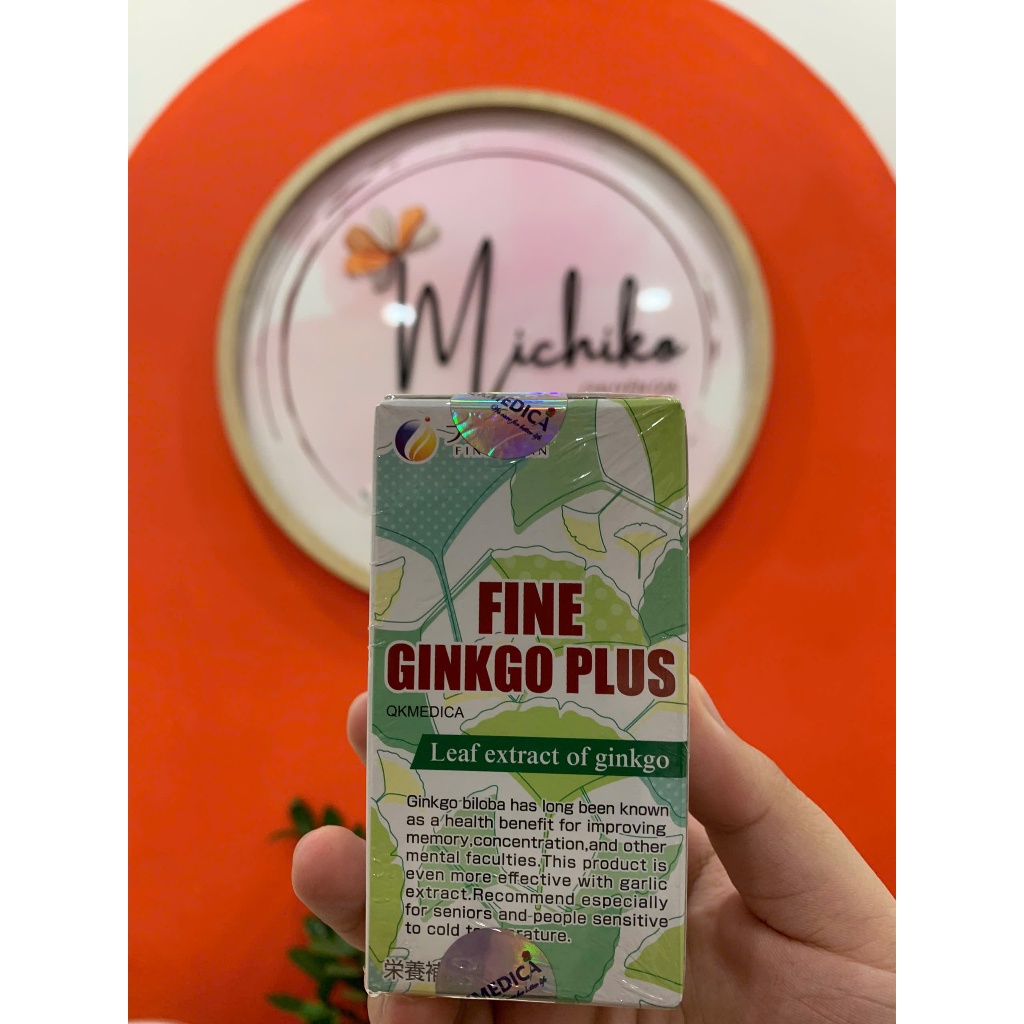 Michiko
MEDICA
FINE
GINKGO PLUS
QKMEDICA
Leaf extract of ginkgo
Ginkgo biloba has long been known
as a health benefit for improving
memory,concentration,and other
mental faculties.This product is
even more effective with garlic
extract.Recommend especially
for seniors and people sensitive
to cold
栄養補
MEDICA